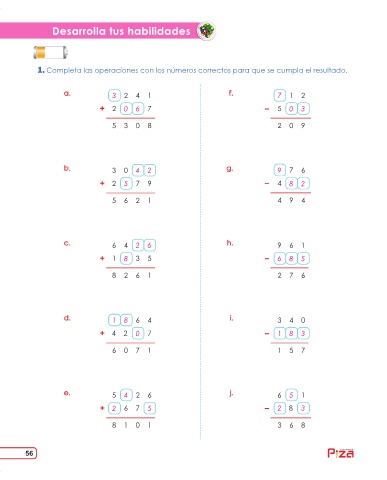 Desarrolla tus habilidades
1. Completa las operaciones con los números correctos para que se cumpla el resultado.
a.
3 2 4 1
+ 2 0 6 7
5 3 0 8
b.
3 0 4 2
+ 2 5 7 9
5 6 2 1
c.
6 4 2 6
+ 1 8 3 5
8 2 6 1
d.
1 8 6 4
+ 4 2 0 7
6 0 7 1
e.
5 4 2 6
+ 2 6 7 5
8 1 0 1
f.
7 1 2
– 5 0 3
2 0 9
g.
9 7 6
– 4 8 2
4 9 4
h.
9 6 1
– 6 8 5
2 7 6
i.
3 4 0
– 1 8 3
1 5 7
j.
6 5 1
– 2 8 3
3 6 8
56
Piza